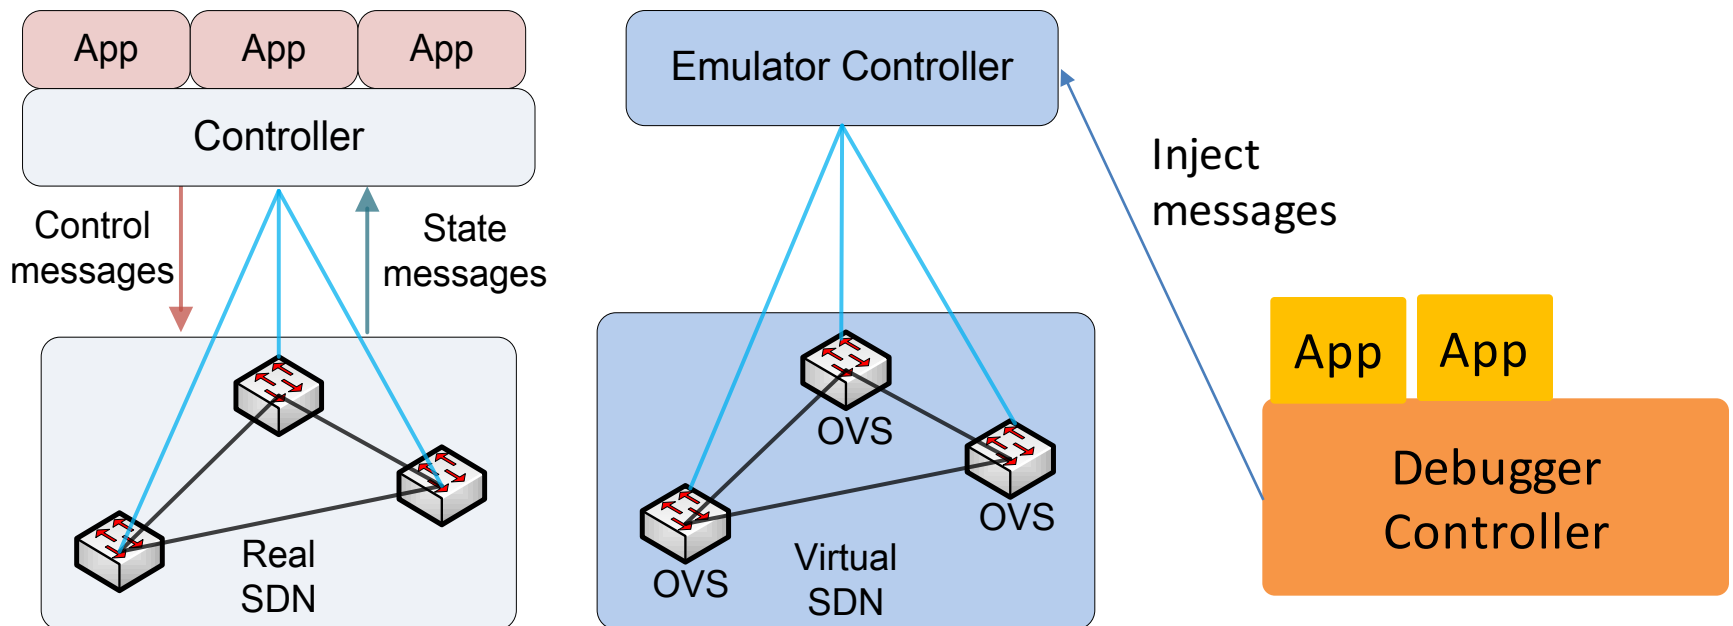 App
App
App
Controller
Control
messages
State
messages
Real
SDN
Emulator Controller
OVS
OVS
OVS
Virtual
SDN
Inject
messages
App
App
Debugger
Controller